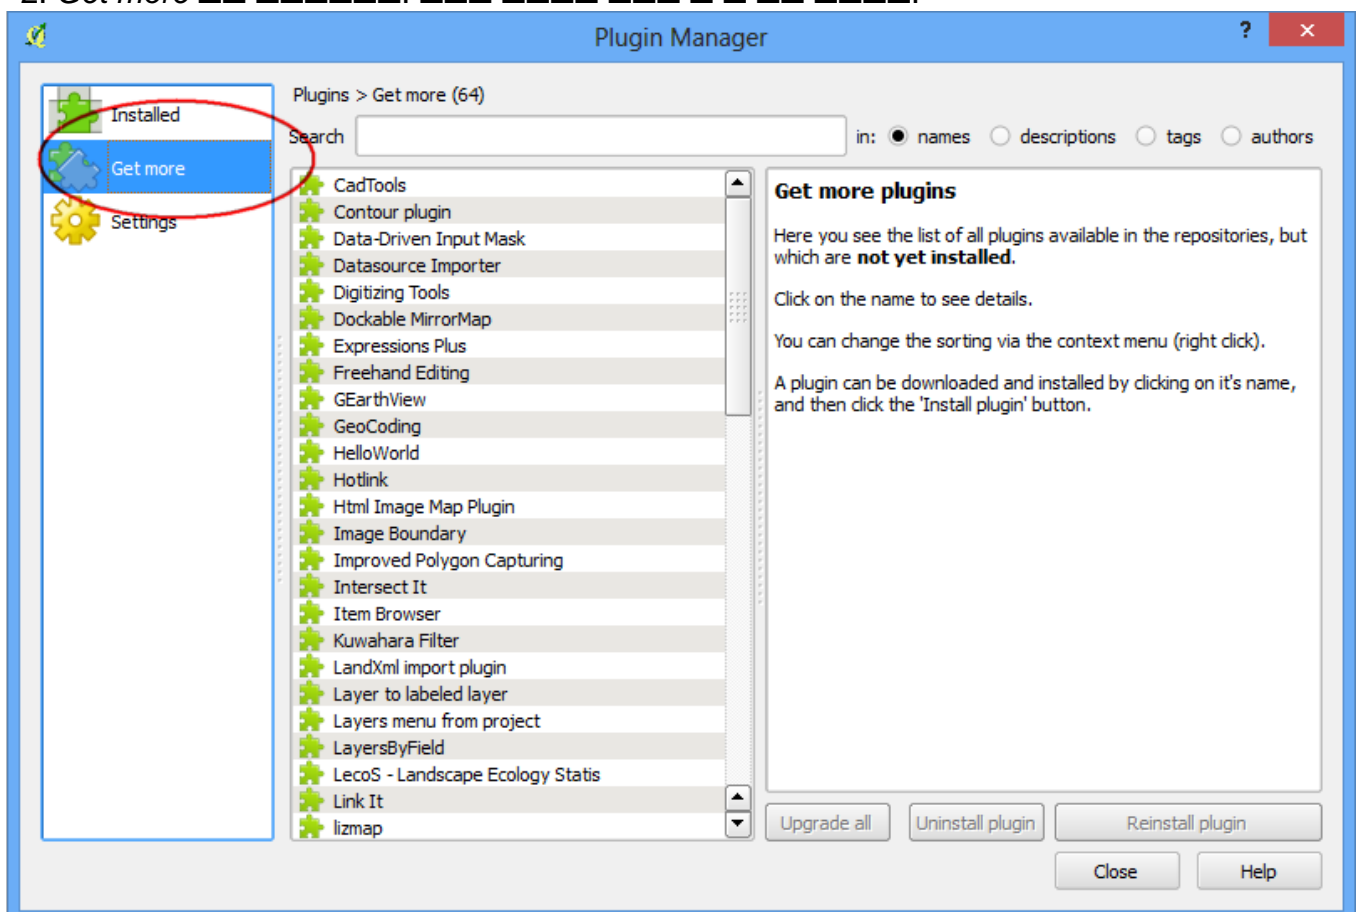 2. Get more
Plugin Manager
?
×
Installed
Get more
Settings
Plugins > Get more (64)
Search in: names descriptions tags authors
CadTools
Contour plugin
Data-Driven Input Mask
Datasource Importer
Digitizing Tools
Dockable MirrorMap
Expressions Plus
Freehand Editing
GEarthView
GeoCoding
HelloWorld
Hotlink
Html Image Map Plugin
Image Boundary
Improved Polygon Capturing
Intersect It
Item Browser
Kuwahara Filter
LandXml import plugin
Layer to labeled layer
Layers menu from project
LayersByField
LecoS - Landscape Ecology Statis
Link It
lizmap
Get more plugins
Here you see the list of all plugins available in the repositories, but
which are not yet installed.
Click on the name to see details.
You can change the sorting via the context menu (right click).
A plugin can be downloaded and installed by clicking on it's name,
and then click the 'Install plugin' button.
Upgrade all Uninstall plugin Reinstall plugin
Close Help